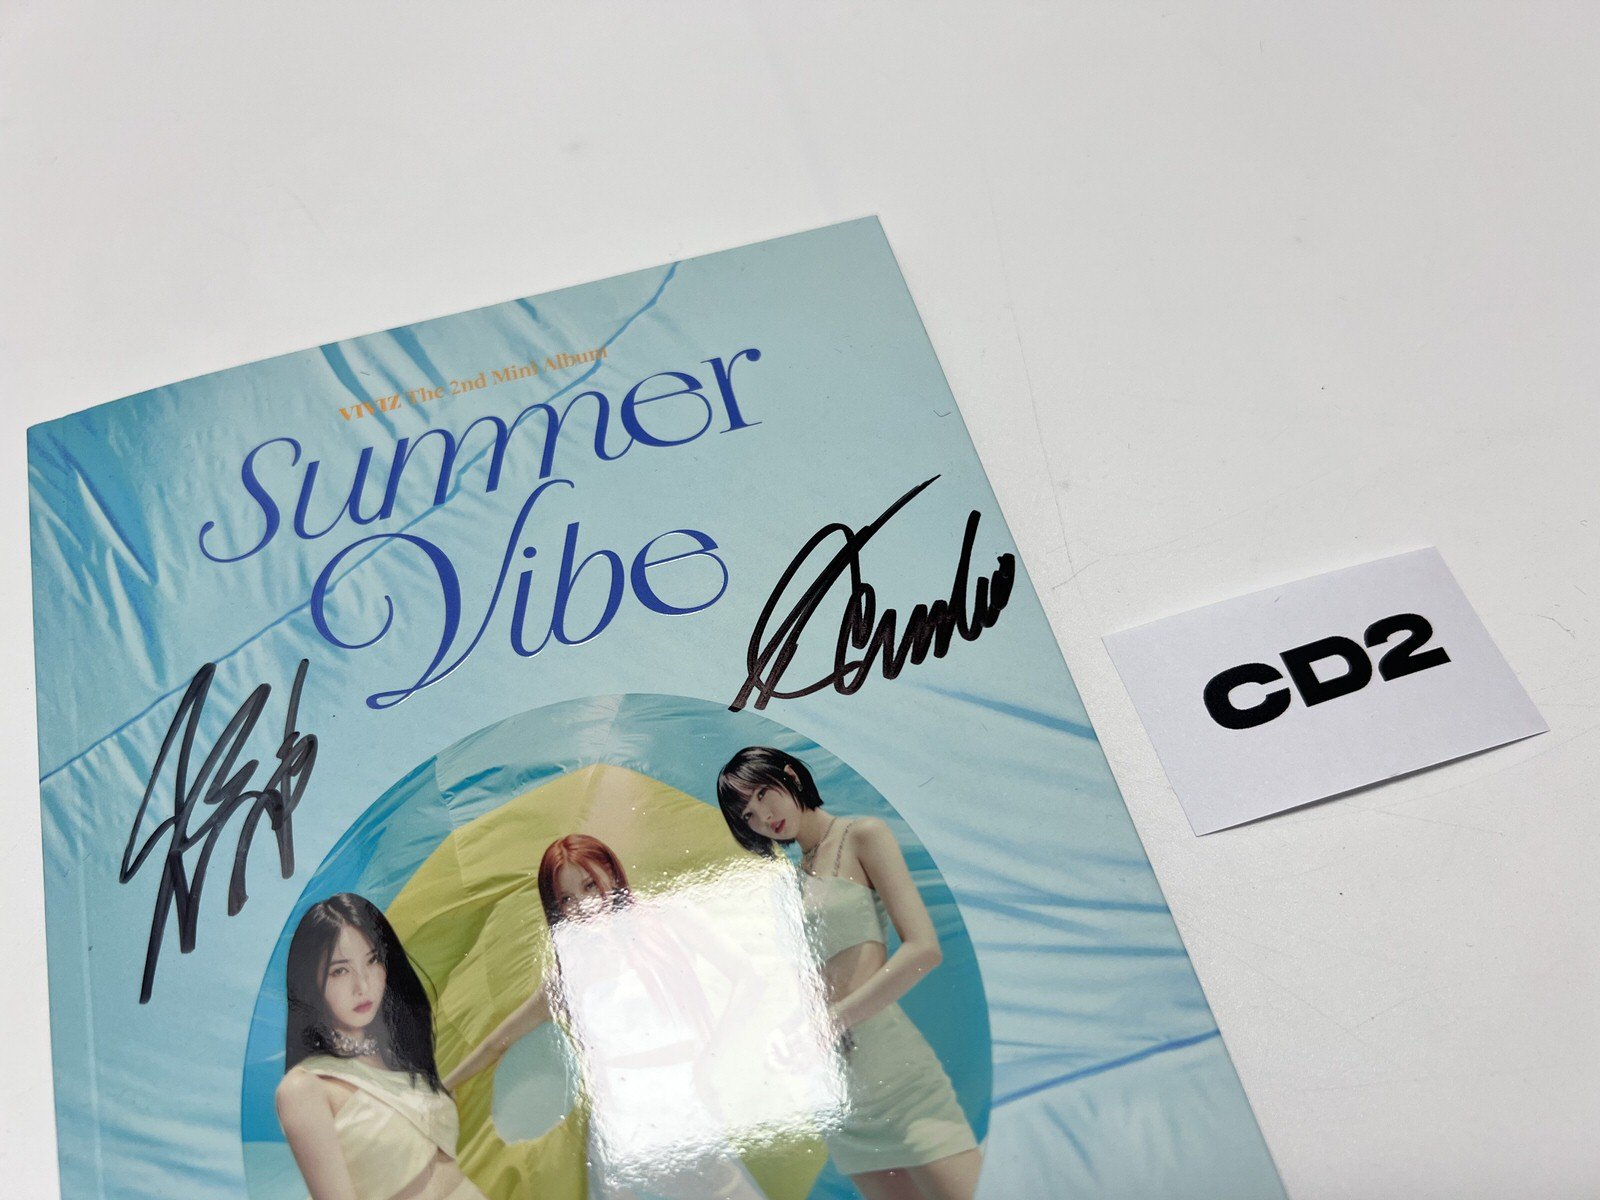 VIVIZ The 2nd Mini Album
Summer
Vibe
CD2